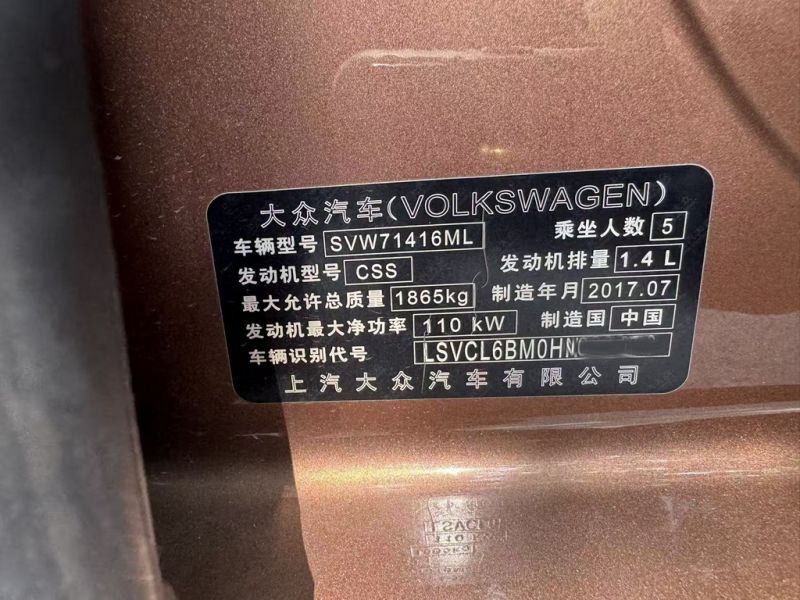 大众汽车(VOLKSWAGEN)
车辆型号 SVW71416ML 乘坐人数 5
发动机型号 CSS 发动机排量 1.4 L
最大允许总质量 1865kg 制造年月 2017.07
发动机最大净功率 110 kW 制造国 中国
车辆识别代号 LSVCL6BM0HN
上汽大众汽车有限公司